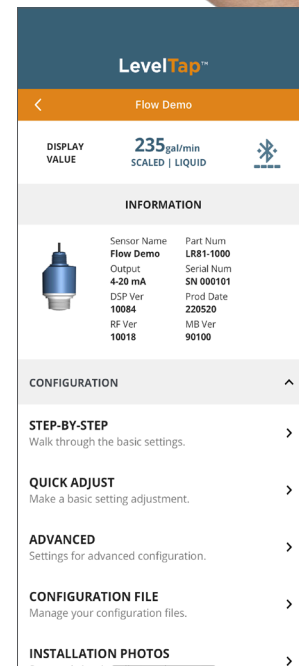 LevelTap™
Flow Demo
DISPLAY VALUE
235 gal/min
SCALED | LIQUID
INFORMATION
Sensor Name
Flow Demo
Part Num
LR81-1000
Output
4-20 mA
Serial Num
SN 000101
DSP Ver
10084
Prod Date
220520
RF Ver
10018
MB Ver
90100
CONFIGURATION
STEP-BY-STEP
Walk through the basic settings.
QUICK ADJUST
Make a basic setting adjustment.
ADVANCED
Settings for advanced configuration.
CONFIGURATION FILE
Manage your configuration files.
INSTALLATION PHOTOS